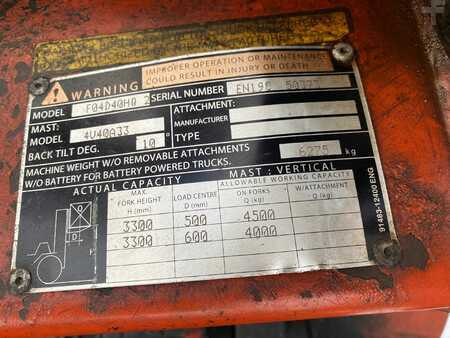 WARNING
IMPROPER OPERATION OR MAINTENANCE
COULD RESULT IN INJURY OR DEATH
MODEL F04D40H0 Z SERIAL NUMBER EN19C
MAST: 4V40A33
BACK TILT DEG. 10 °
ATTACHMENT:
MANUFACTURER
TYPE
MACHINE WEIGHT W/O REMOVABLE ATTACHMENTS 6275 kg
W/O BATTERY FOR BATTERY POWERED TRUCKS.
ACTUAL CAPACITY
MAST : VERTICAL
ALLOWABLE WORKING CAPACITY
MAX. FORK HEIGHT H (mm)
LOAD CENTRE D (mm)
ON FORKS Q (kg)
W/ATTACHMENT Q (kg)
3300 500 4500
3300 600 4000
D
H
91483-12400 ENG